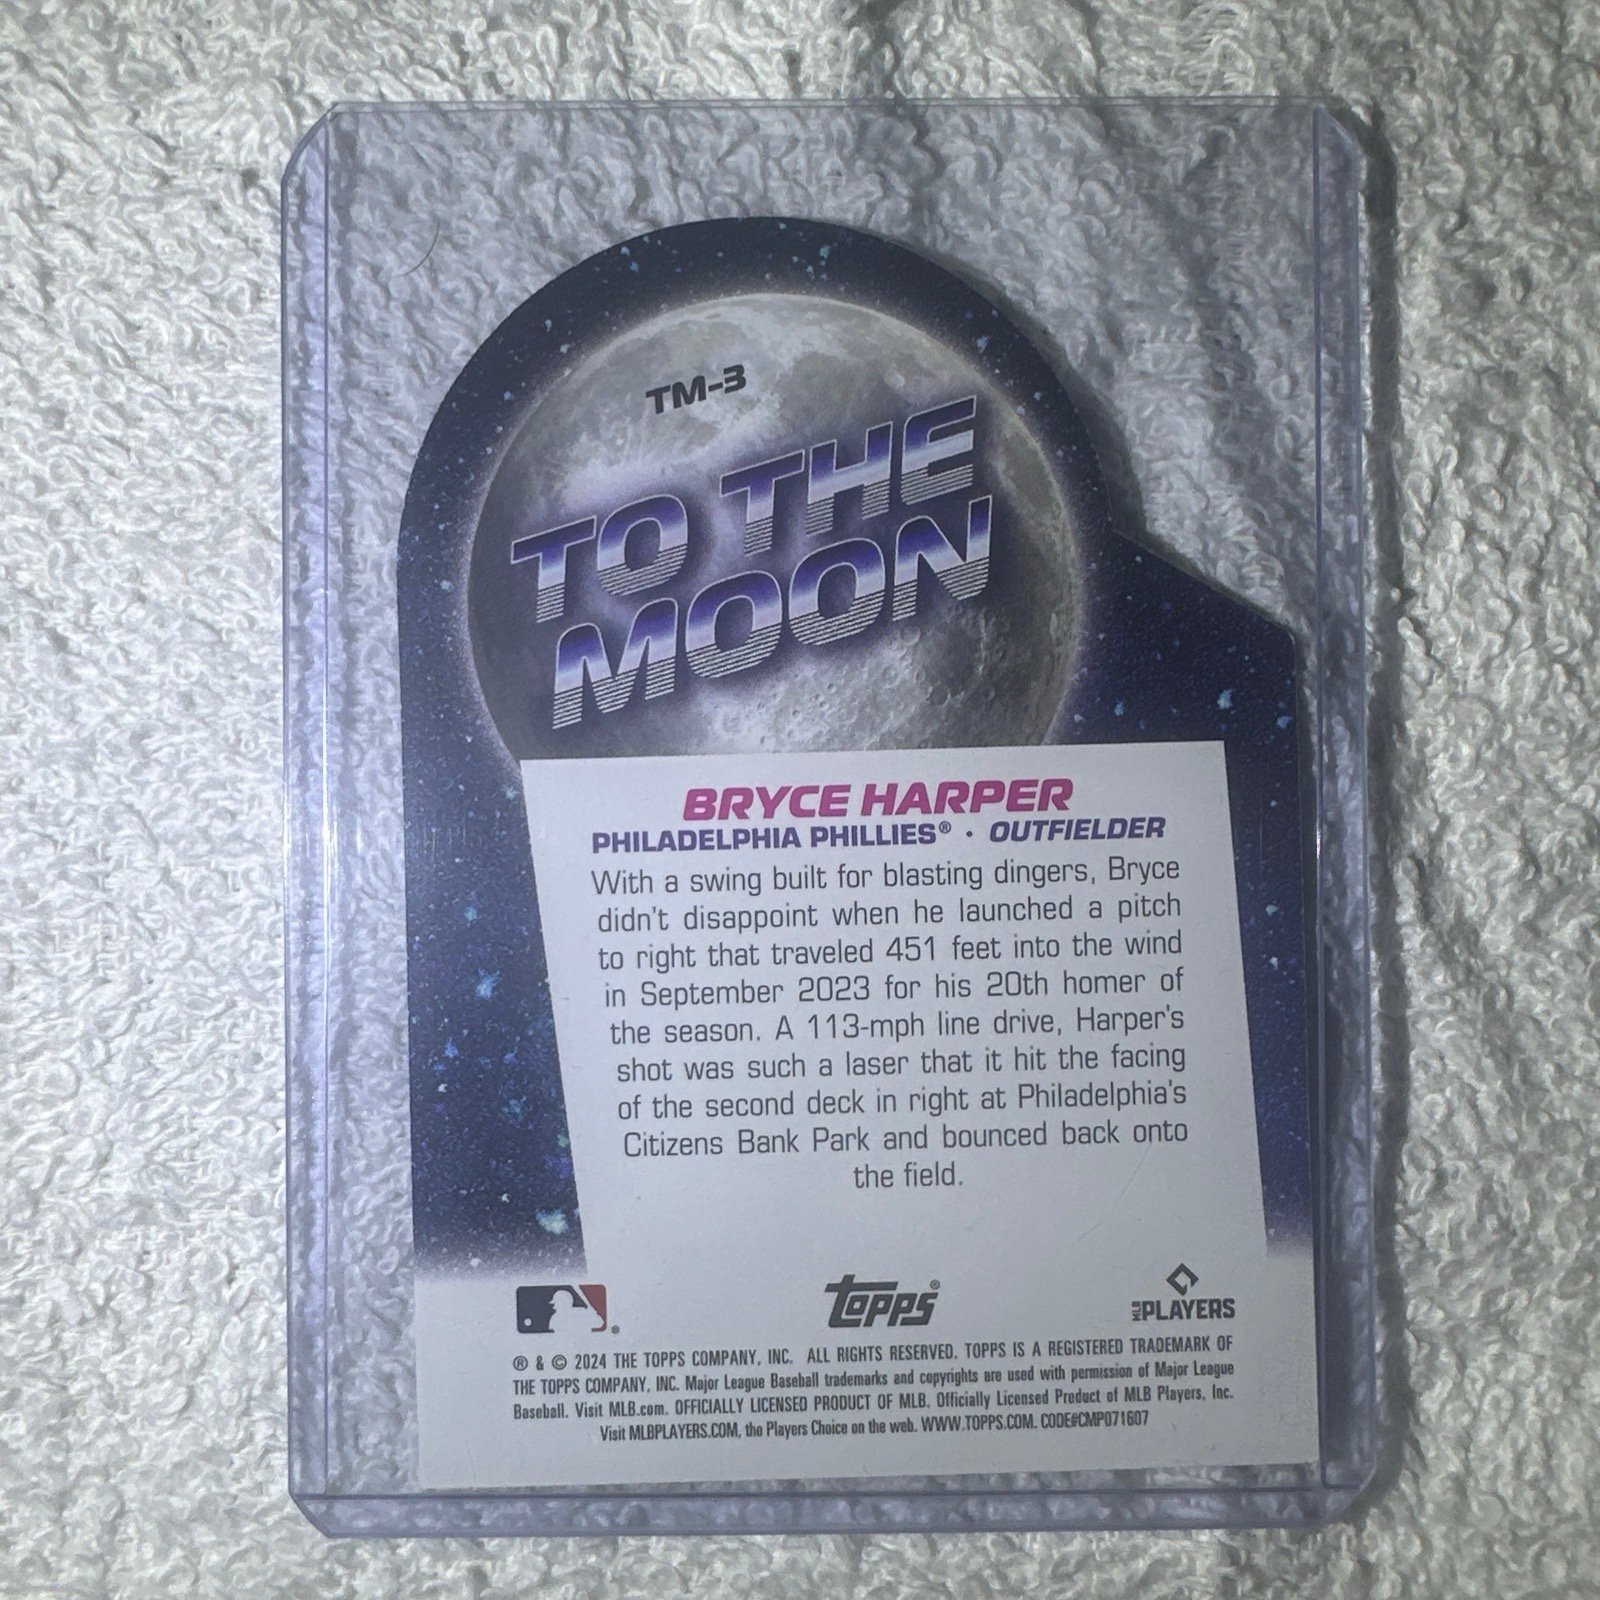 TM-3
TO THE
MOON
BRYCE HARPER
PHILADELPHIA PHILLIES® • OUTFIELDER
With a swing built for blasting dingers, Bryce
didn't disappoint when he launched a pitch
to right that traveled 451 feet into the wind
in September 2023 for his 20th homer of
the season. A 113-mph line drive, Harper's
shot was such a laser that it hit the facing
of the second deck in right at Philadelphia's
Citizens Bank Park and bounced back onto
the field.
®
Topps®
MLB PLAYERS
® & © 2024 THE TOPPS COMPANY, INC. ALL RIGHTS RESERVED. TOPPS IS A REGISTERED TRADEMARK OF
THE TOPPS COMPANY, INC. Major League Baseball trademarks and copyrights are used with permission of Major League
Baseball. Visit MLB.com. OFFICIALLY LICENSED PRODUCT OF MLB. Officially Licensed Product of MLB Players, Inc.
Visit MLBPLAYERS.COM, the Players Choice on the web. WWW.TOPPS.COM. CODE#CMP071607